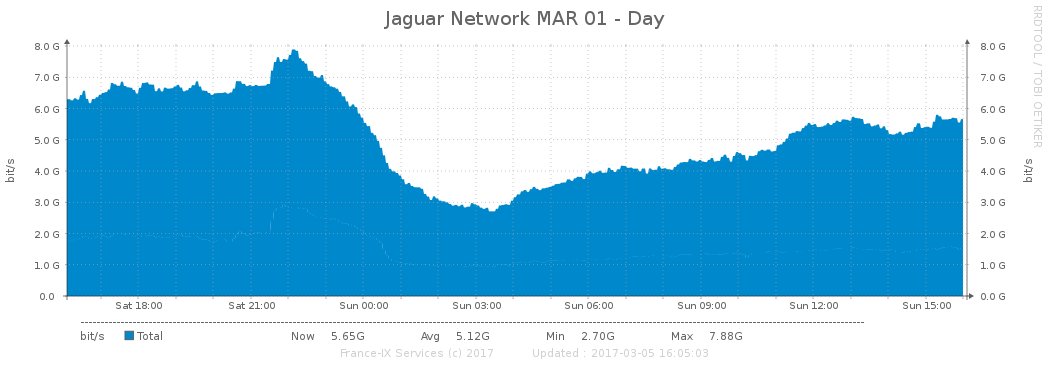 Jaguar Network MAR 01 - Day
RRDTOOL / TOBI OETIKER
bit/s
8.0 G
7.0 G
6.0 G
5.0 G
4.0 G
3.0 G
2.0 G
1.0 G
0.0
8.0 G
7.0 G
6.0 G
5.0 G
4.0 G
3.0 G
2.0 G
1.0 G
0.0 G
bit/s
Sat 18:00 Sat 21:00 Sun 00:00 Sun 03:00 Sun 06:00 Sun 09:00 Sun 12:00 Sun 15:00
bit/s Total Now 5.65G Avg 5.12G Min 2.70G Max 7.88G
France-IX Services (c) 2017 Updated : 2017-03-05 16:05:03